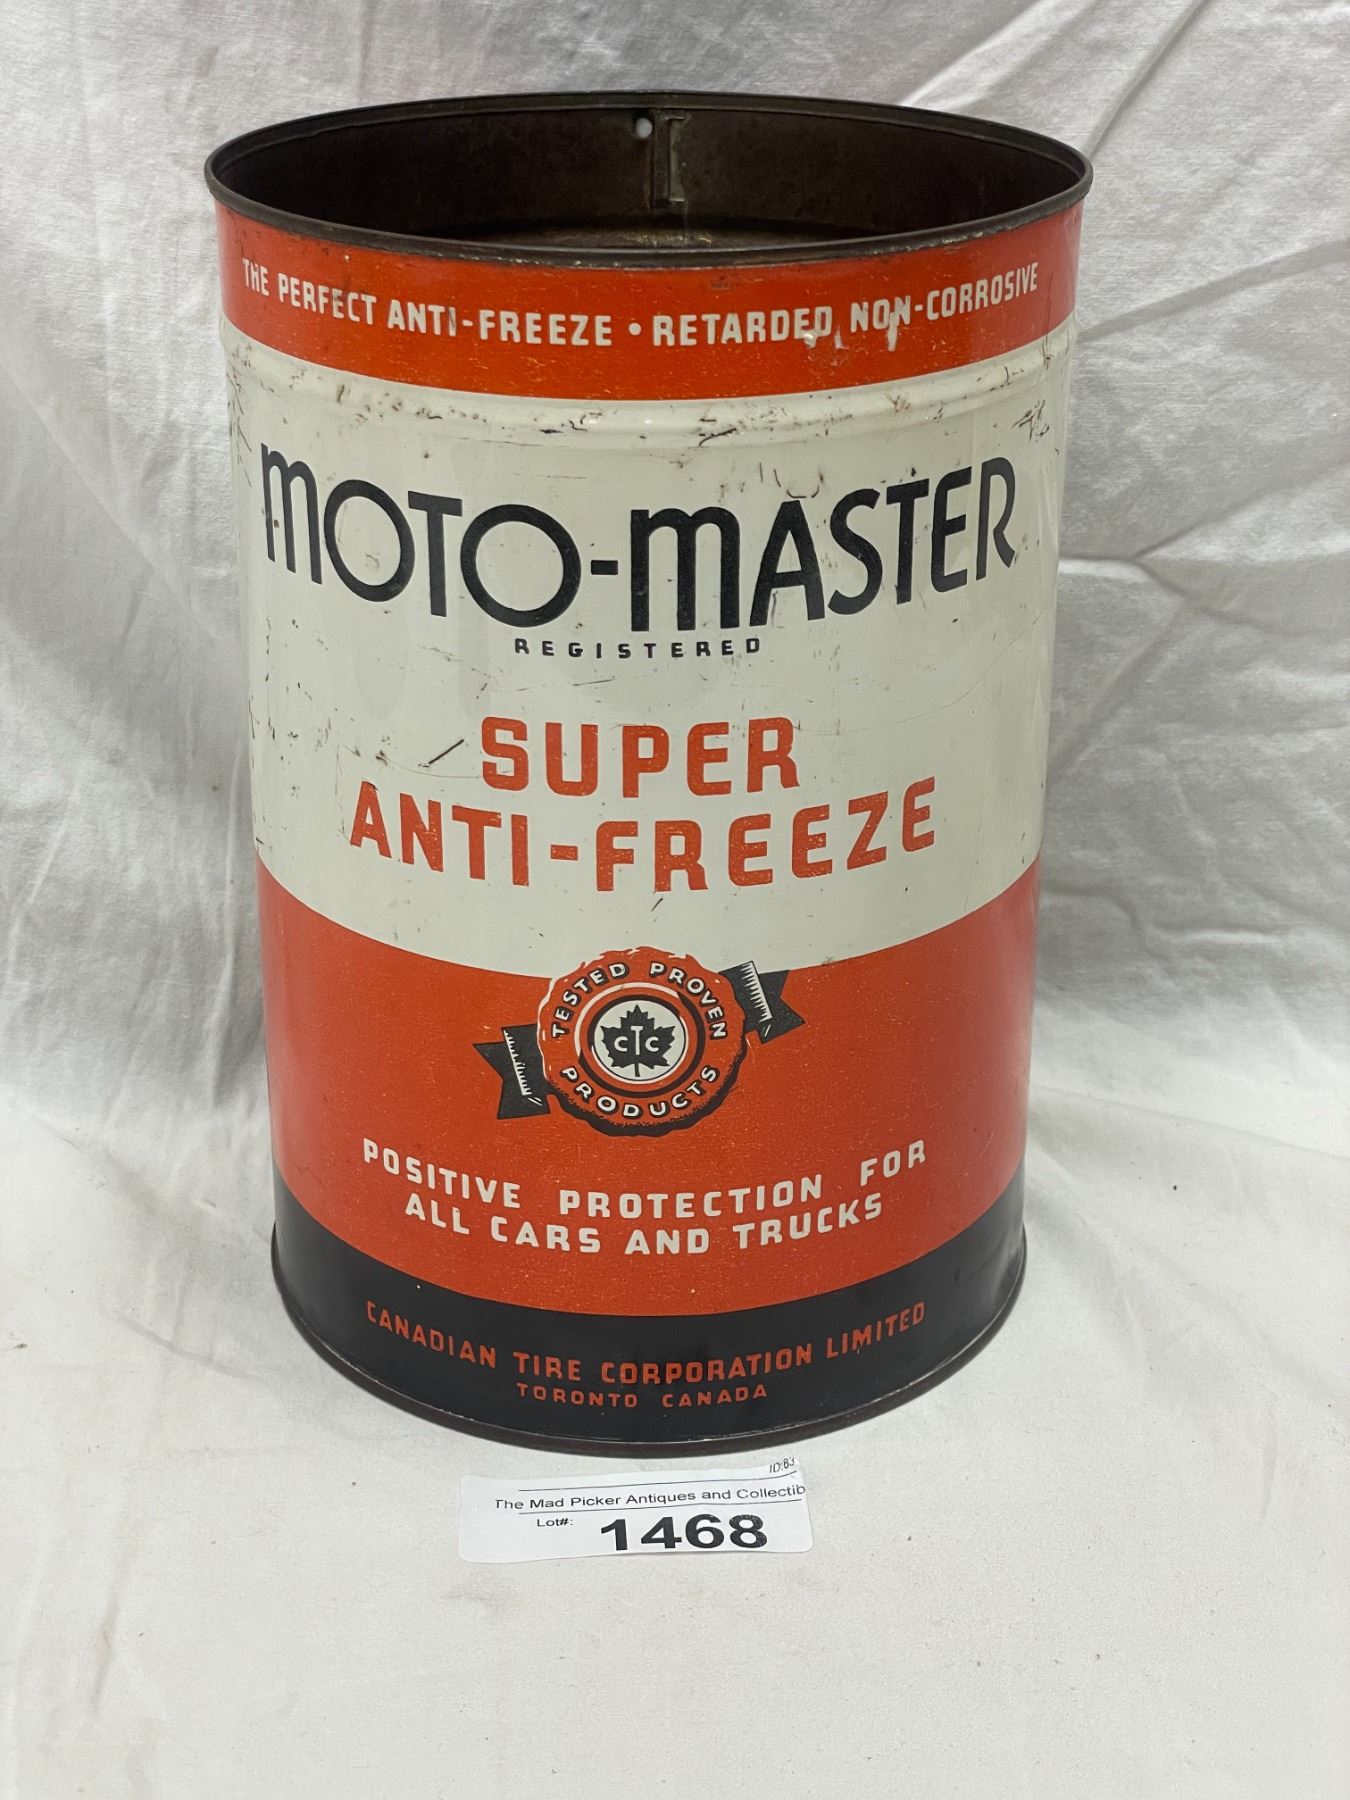 THE PERFECT ANTI-FREEZE • RETARDED NON-CORROSIVE
MOTO-MASTER
REGISTERED
SUPER
ANTI-FREEZE
TESTED PROVEN
CTC
PRODUCTS
POSITIVE PROTECTION FOR
ALL CARS AND TRUCKS
CANADIAN TIRE CORPORATION LIMITED
TORONTO CANADA
ID:83
The Mad Picker Antiques and Collectib
Lot#: 1468